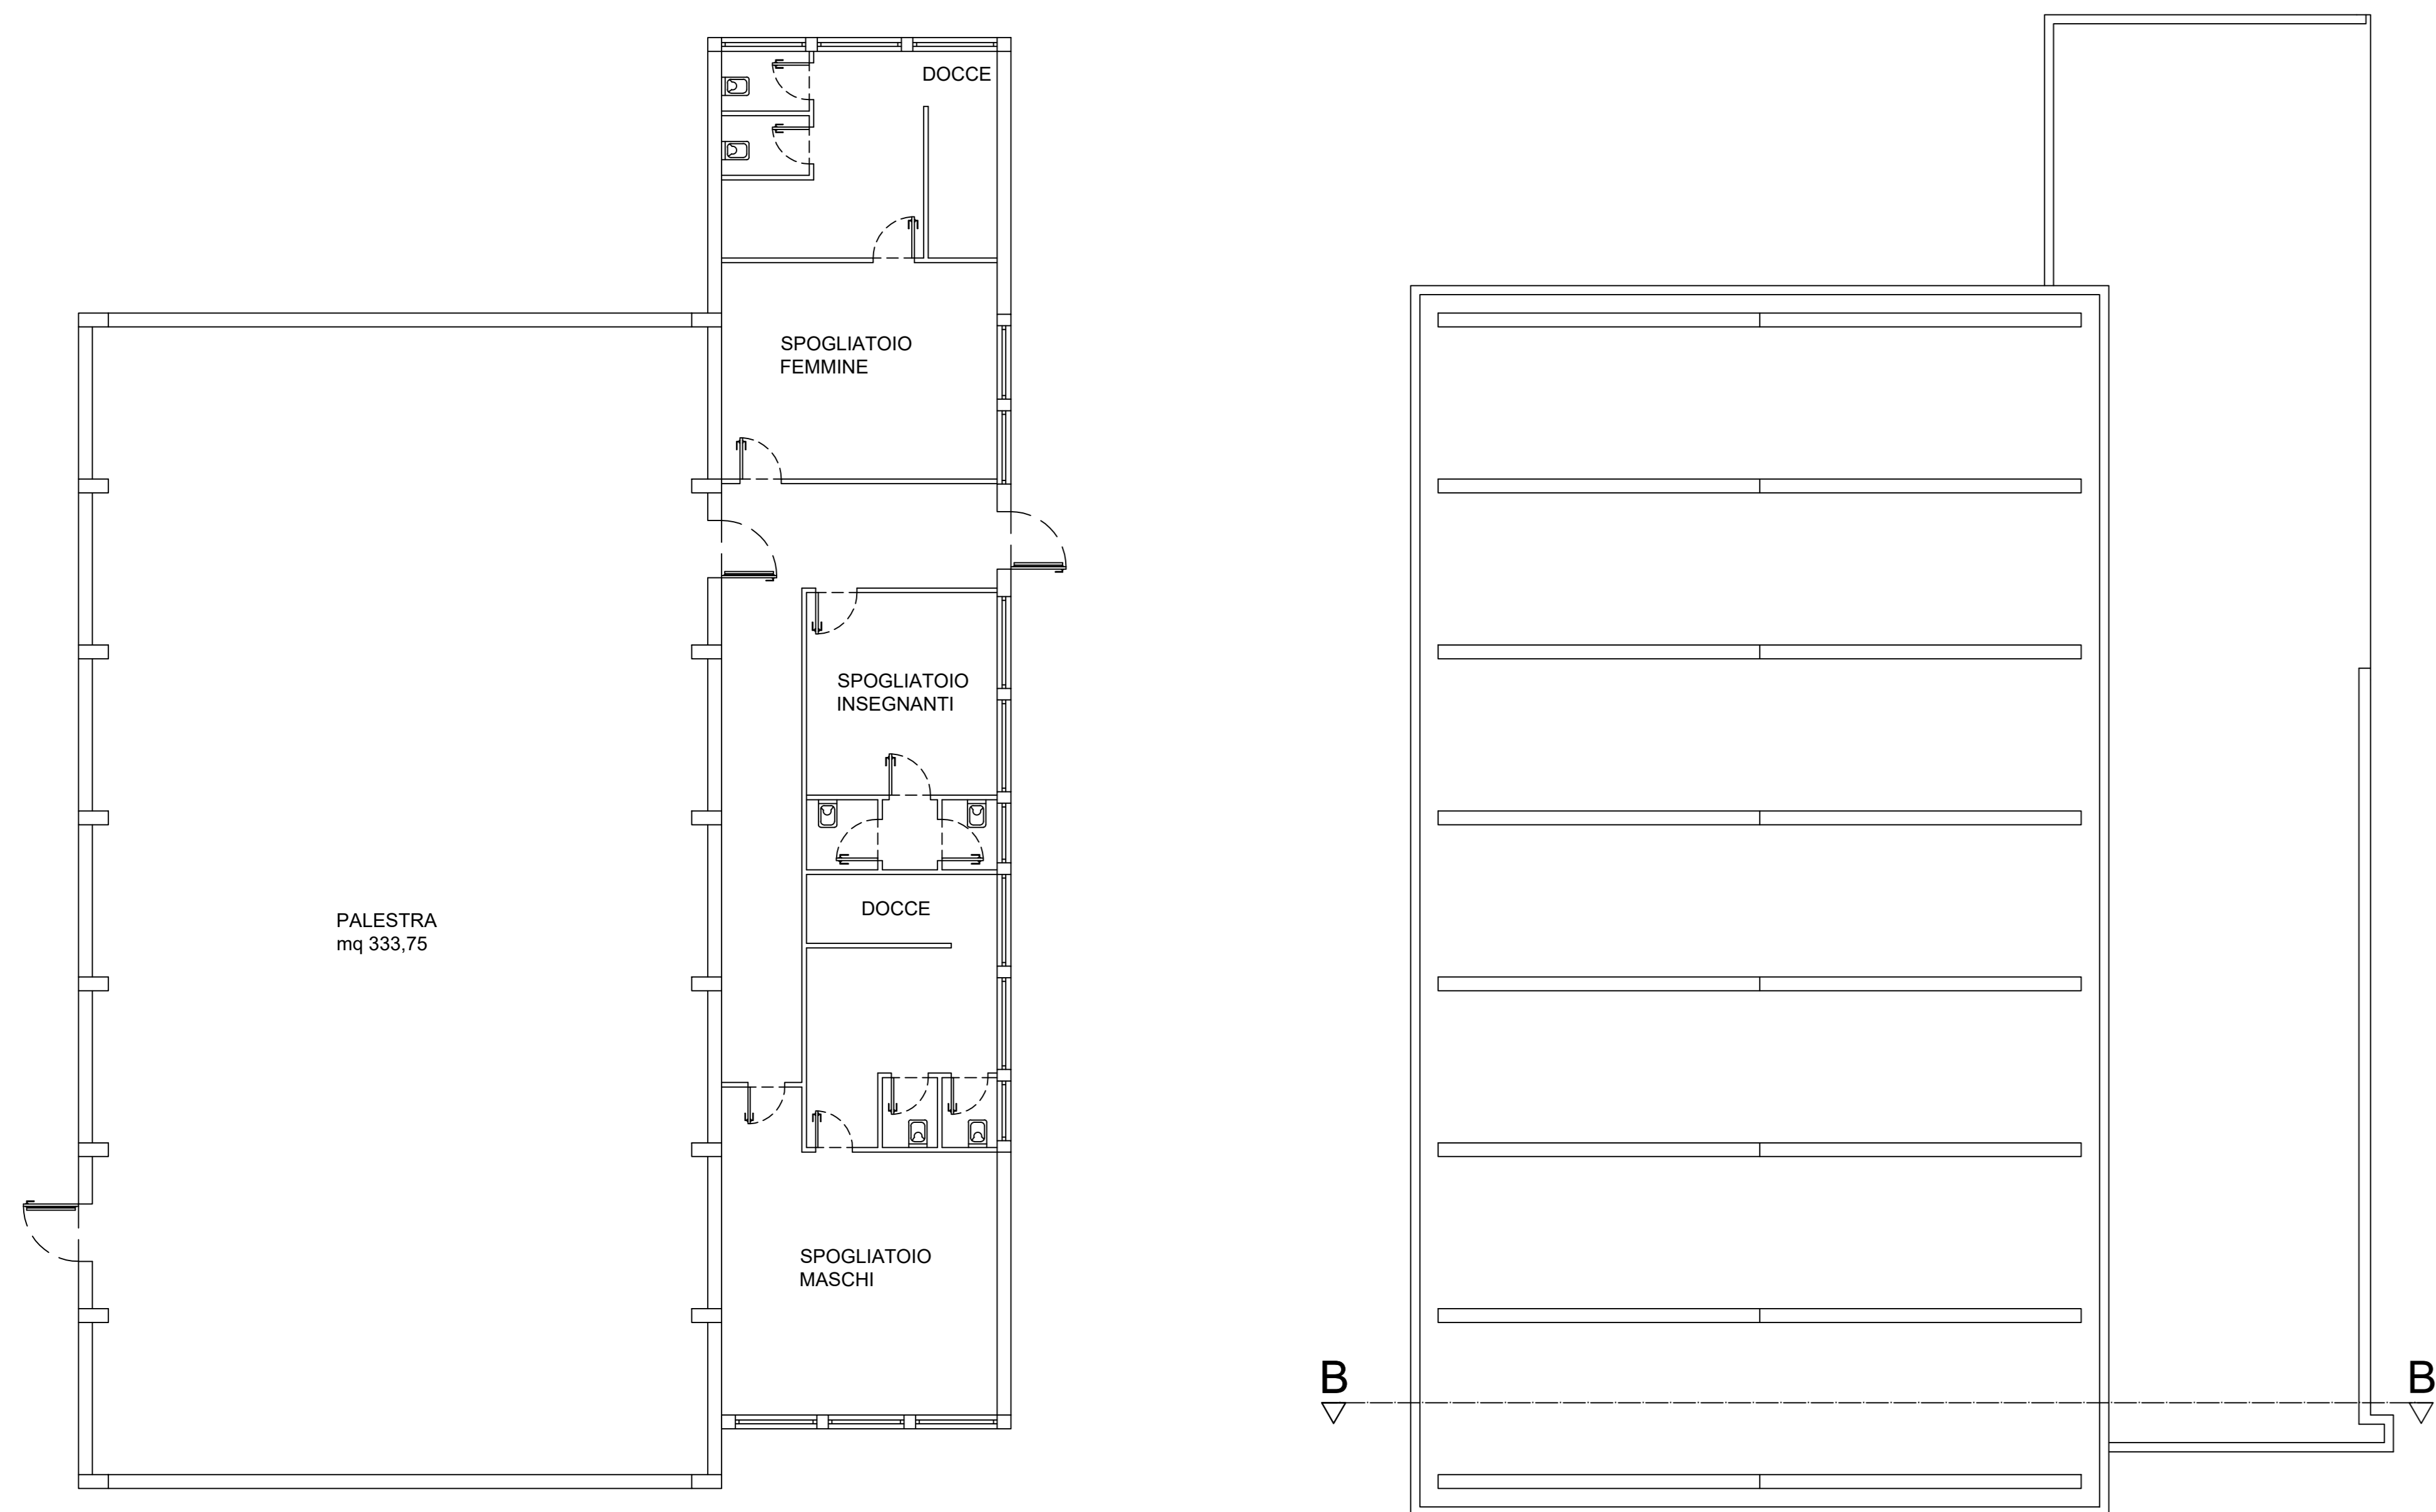 DOCCE
SPOGLIATOIO
FEMMINE
SPOGLIATOIO
INSEGNANTI
DOCCE
PALESTRA
mq 333,75
SPOGLIATOIO
MASCHI
B
B